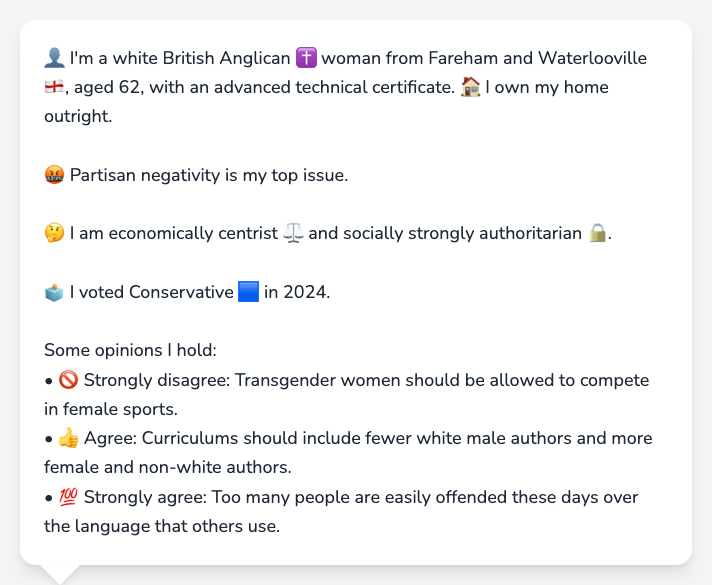 👤 I'm a white British Anglican ✝️ woman from Fareham and Waterlooville
🏴󠁧󠁢󠁥󠁮󠁧󠁿, aged 62, with an advanced technical certificate. 🏠 I own my home
outright.
🤬 Partisan negativity is my top issue.
🤔 I am economically centrist ⚖️ and socially strongly authoritarian 🔒.
🗳️ I voted Conservative 🟦 in 2024.
Some opinions I hold:
• 🚫 Strongly disagree: Transgender women should be allowed to compete
in female sports.
• 👍 Agree: Curriculums should include fewer white male authors and more
female and non-white authors.
• 💯 Strongly agree: Too many people are easily offended these days over
the language that others use.